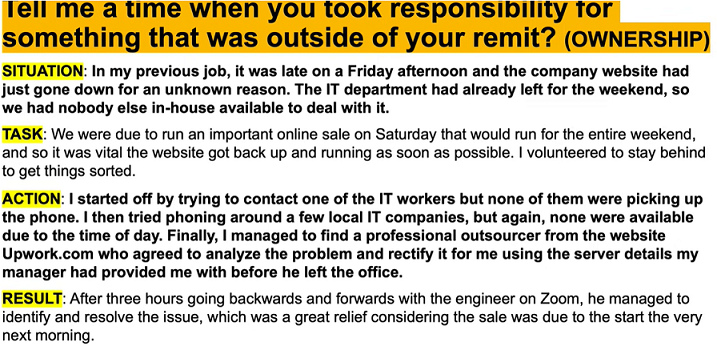 Tell me a time when you took responsibility for
something that was outside of your remit? (OWNERSHIP)
SITUATION: In my previous job, it was late on a Friday afternoon and the company website had
just gone down for an unknown reason. The IT department had already left for the weekend, so
we had nobody else in-house available to deal with it.
TASK: We were due to run an important online sale on Saturday that would run for the entire weekend,
and so it was vital the website got back up and running as soon as possible. I volunteered to stay behind
to get things sorted.
ACTION: I started off by trying to contact one of the IT workers but none of them were picking up
the phone. I then tried phoning around a few local IT companies, but again, none were available
due to the time of day. Finally, I managed to find a professional outsourcer from the website
Upwork.com who agreed to analyze the problem and rectify it for me using the server details my
manager had provided me with before he left the office.
RESULT: After three hours going backwards and forwards with the engineer on Zoom, he managed to
identify and resolve the issue, which was a great relief considering the sale was due to the start the very
next morning.